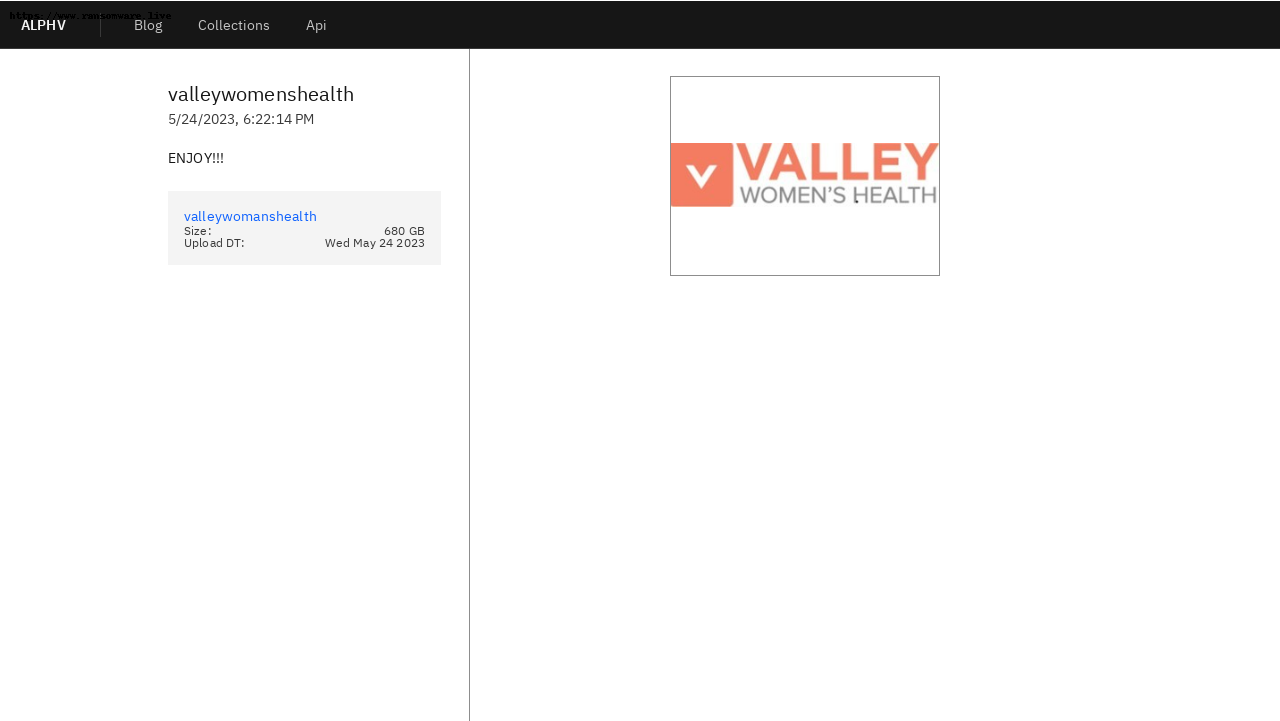 https://www.ransomware.live
ALPHV
Blog
Collections
Api
valleywomenshealth
5/24/2023, 6:22:14 PM
ENJOY!!!
valleywomanshealth
Size: 680 GB
Upload DT: Wed May 24 2023
V VALLEY
WOMEN'S HEALTH